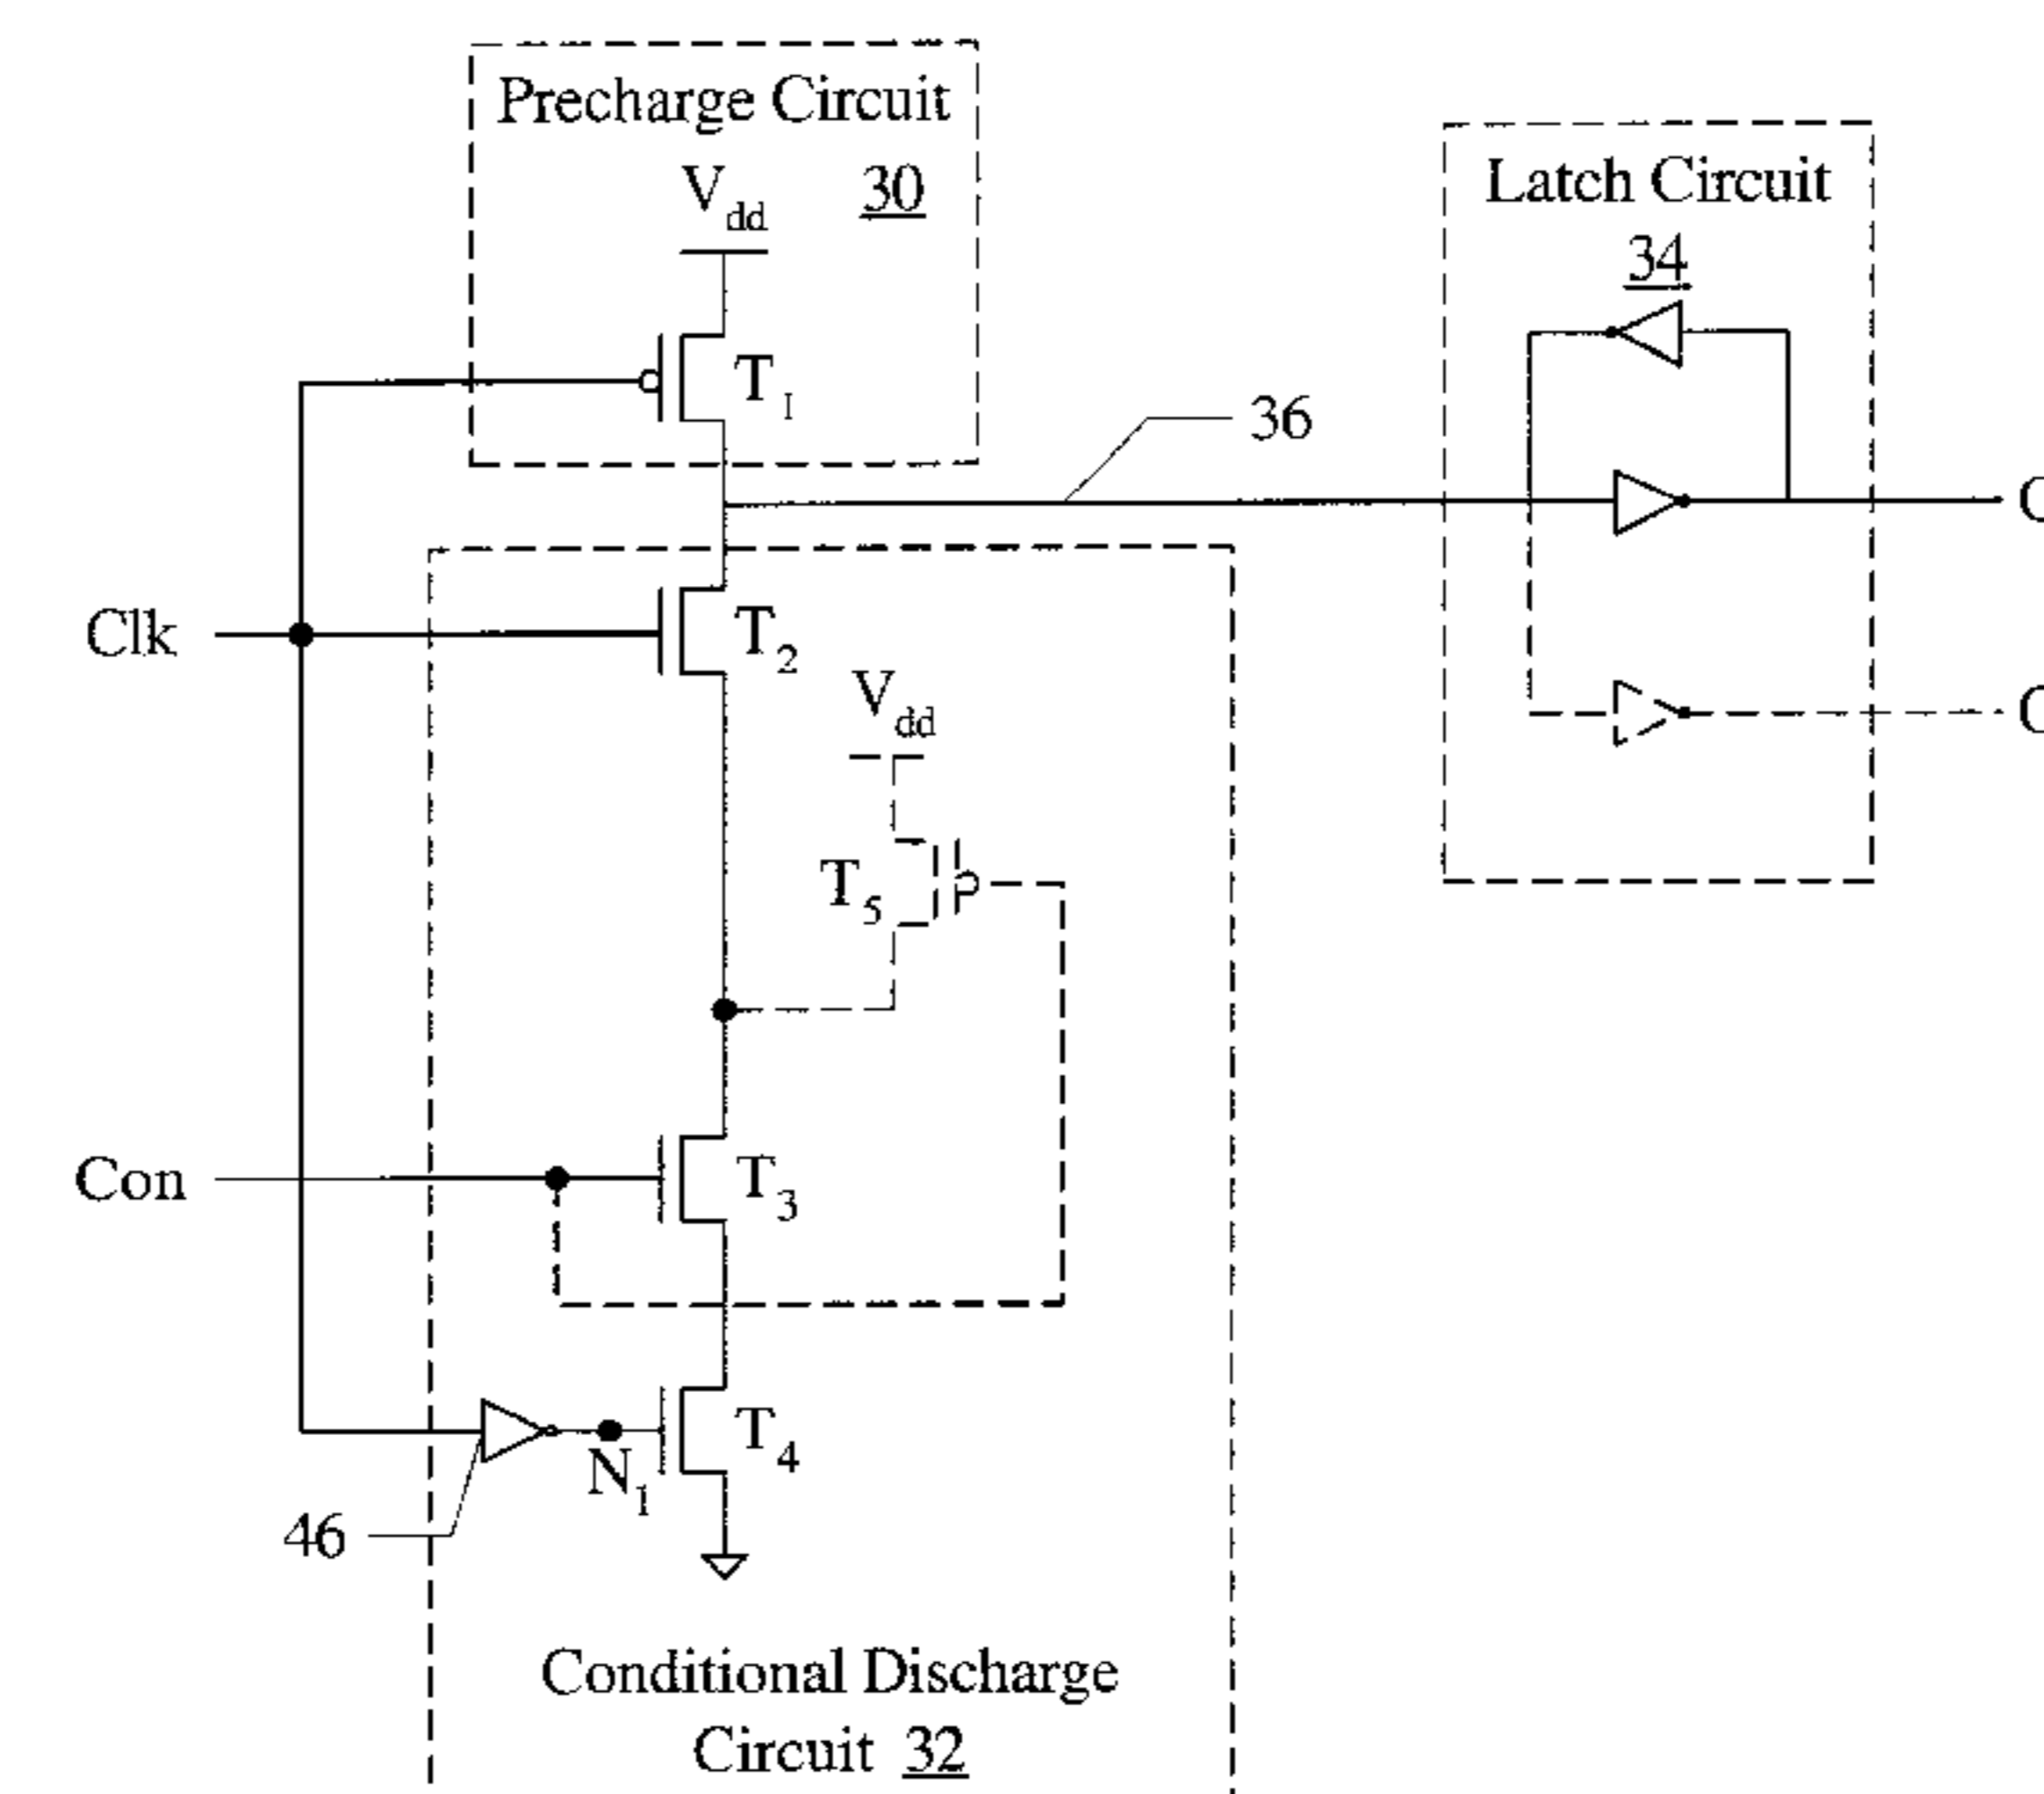 Precharge Circuit
Vdd 30
T1
36
Latch Circuit
34
C
C
Clk
T2
Vdd
T5
Con
T3
T4
N1
46
Conditional Discharge
Circuit 32